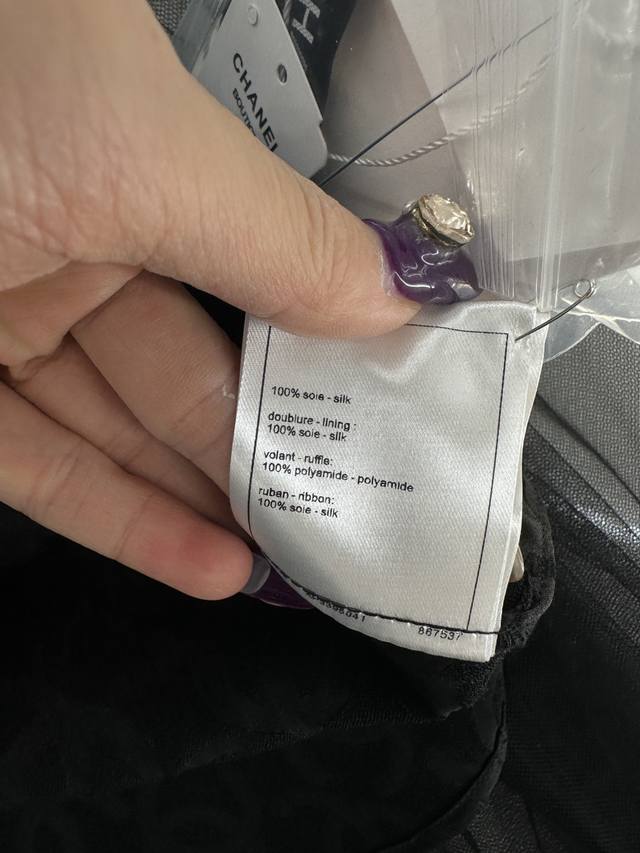 CHANEL
100% soie - silk
doublure - lining :
100% soie - silk
volant - ruffle:
100% polyamide - polyamide
ruban - ribbon:
100% soie - silk
867537